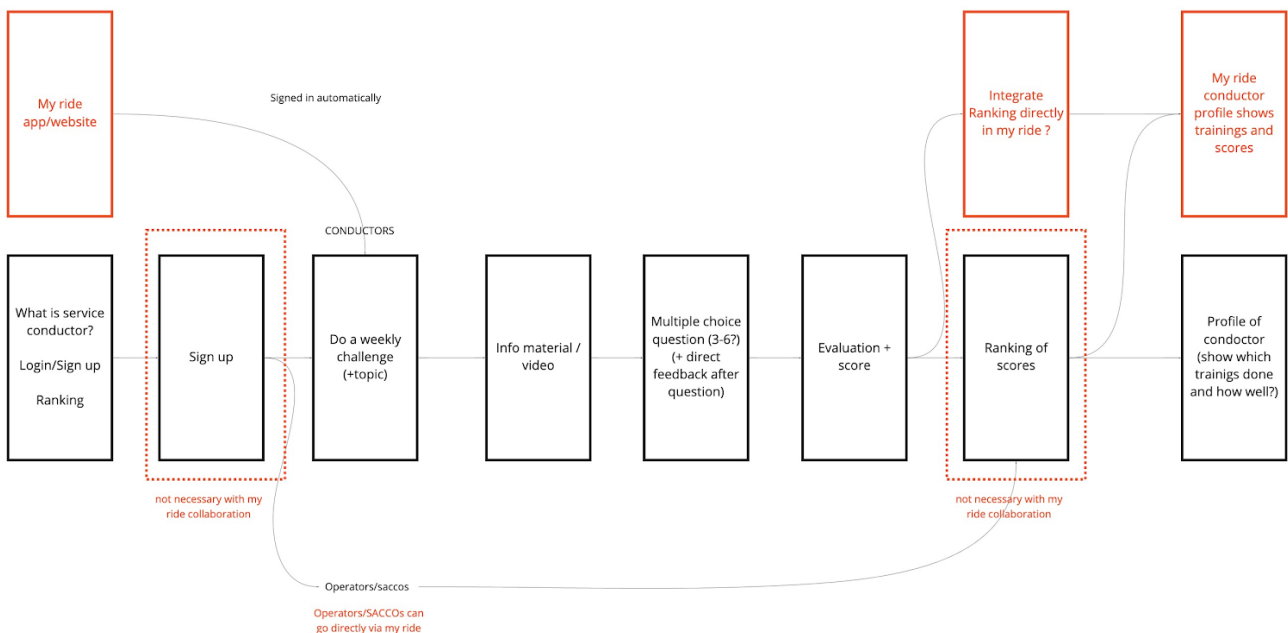 My ride
app/website
Signed in automatically
Integrate
Ranking directly
in my ride ?
My ride
conductor
profile shows
trainings and
scores
CONDUCTORS
What is service
conductor?
Login/Sign up
Ranking
Sign up
Do a weekly
challenge
(+topic)
Info material /
video
Multiple choice
question (3-6?)
(+ direct
feedback after
question)
Evaluation +
score
Ranking of
scores
Profile of
condoctor
(show which
trainigs done
and how well?)
not necessary with my
ride collaboration
not necessary with my
ride collaboration
Operators/saccos
Operators/SACCOs can
go directly via my ride